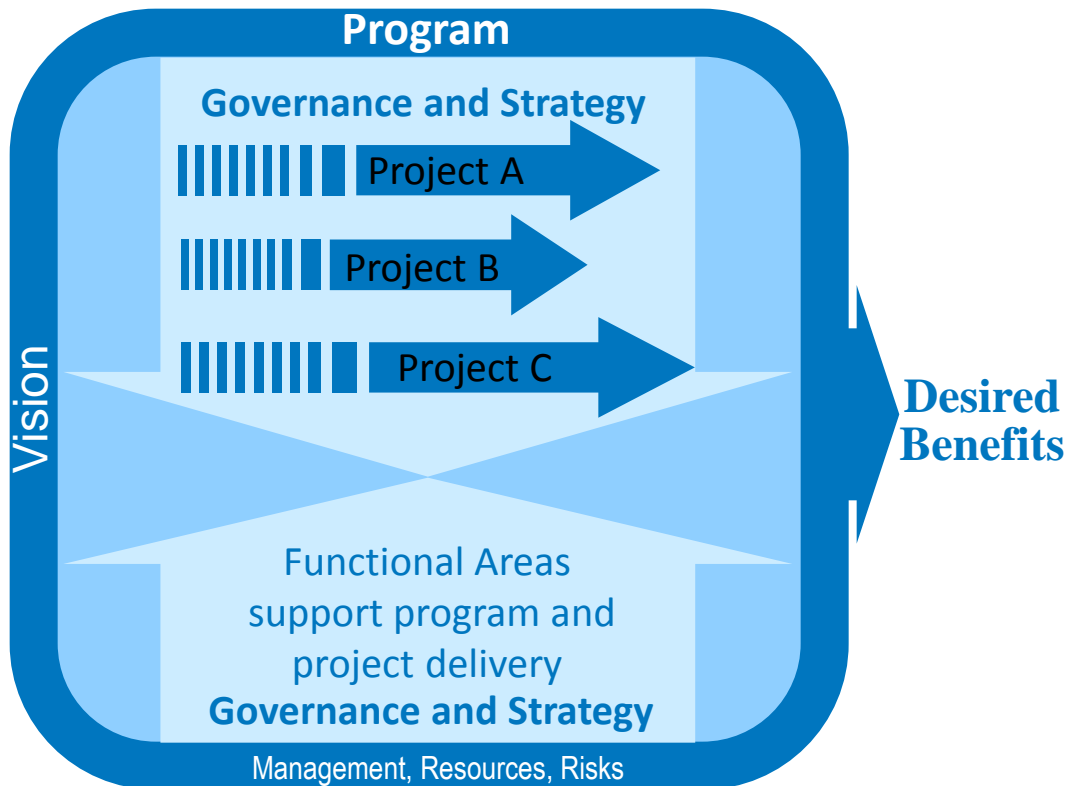 Program
Governance and Strategy
Project A
Project B
Project C
Vision
Desired
Benefits
Functional Areas
support program and
project delivery
Governance and Strategy
Management, Resources, Risks